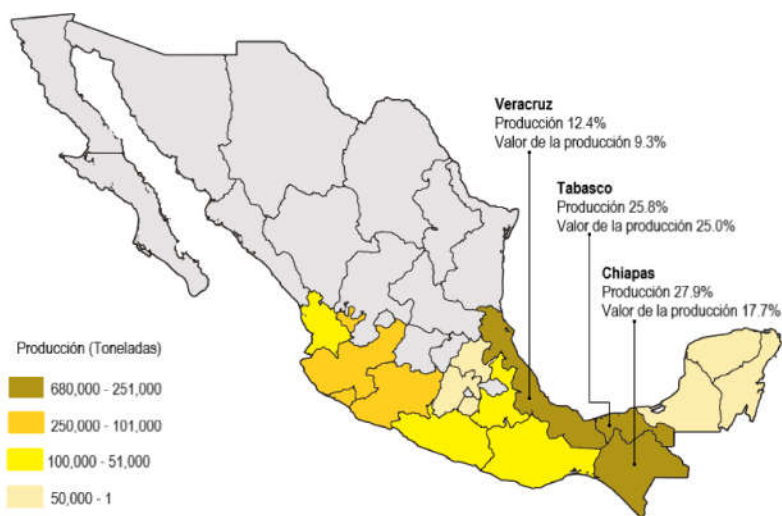 Veracruz
Producción 12.4%
Valor de la producción 9.3%
Tabasco
Producción 25.8%
Valor de la producción 25.0%
Chiapas
Producción 27.9%
Valor de la producción 17.7%
Producción (Toneladas)
680,000 - 251,000
250,000 - 101,000
100,000 - 51,000
50,000 - 1